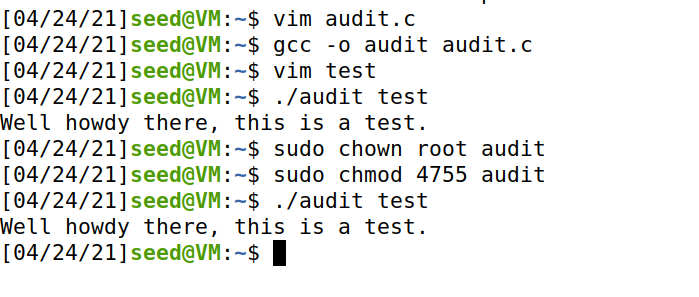 [04/24/21]seed@VM:~$ vim audit.c
[04/24/21]seed@VM:~$ gcc -o audit audit.c
[04/24/21]seed@VM:~$ vim test
[04/24/21]seed@VM:~$ ./audit test
Well howdy there, this is a test.
[04/24/21]seed@VM:~$ sudo chown root audit
[04/24/21]seed@VM:~$ sudo chmod 4755 audit
[04/24/21]seed@VM:~$ ./audit test
Well howdy there, this is a test.
[04/24/21]seed@VM:~$